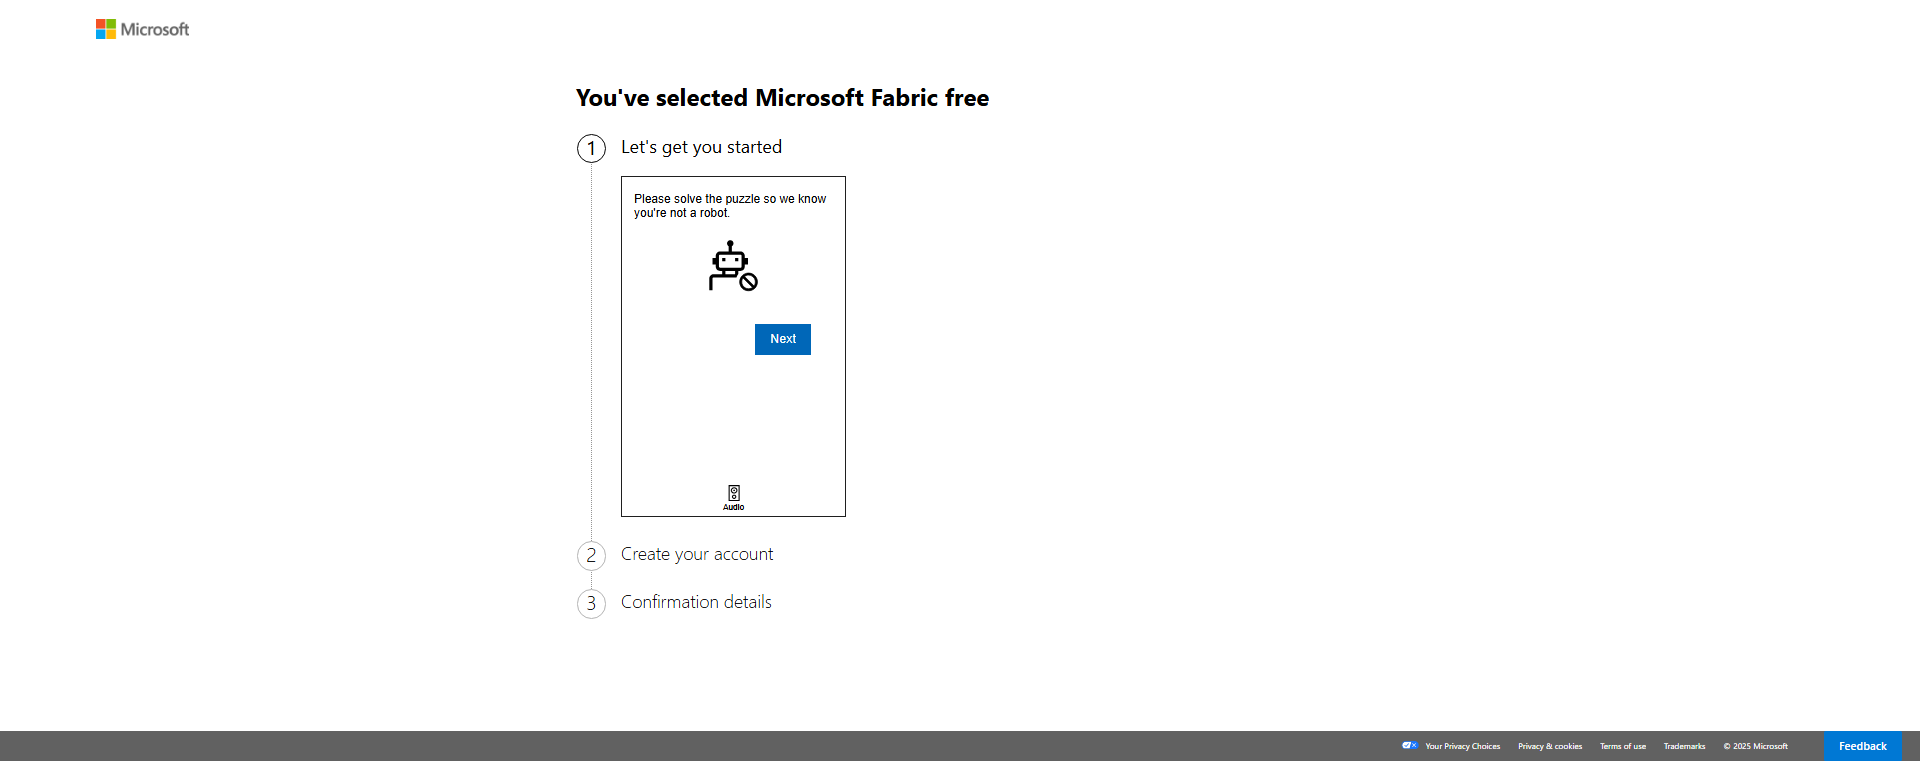 Microsoft
You've selected Microsoft Fabric free
1 Let's get you started
Please solve the puzzle so we know
you're not a robot.
Next
Audio
2 Create your account
3 Confirmation details
Your Privacy Choices Privacy & cookies Terms of use Trademarks © 2025 Microsoft Feedback